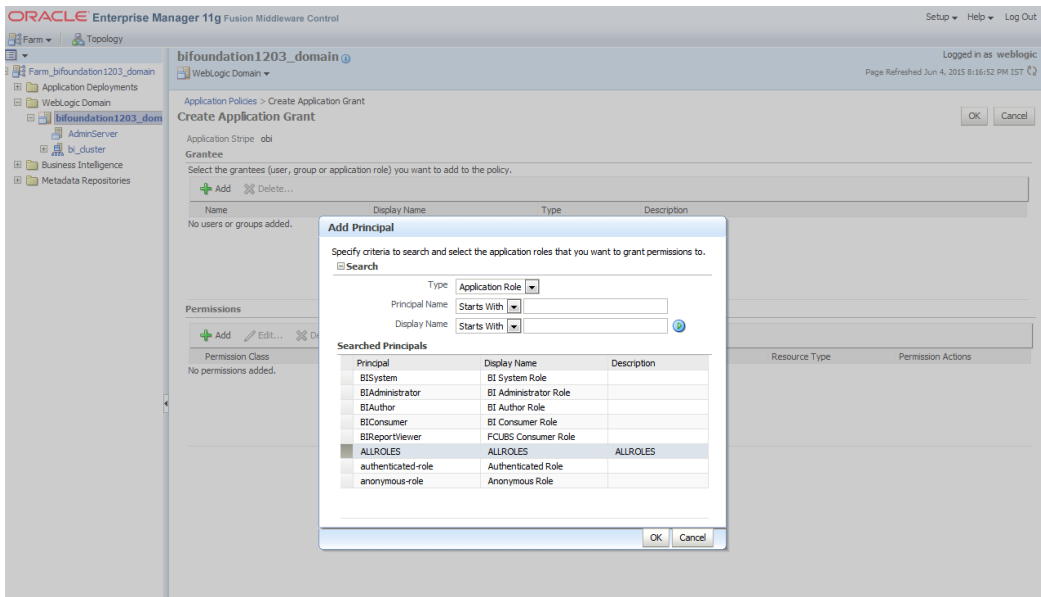 ORACLE Enterprise Manager 11g Fusion Middleware Control
Setup Help Log Out
Farm Topology
Farm_bifoundation1203_domain
Application Deployments
WebLogic Domain
bifoundation1203_dom
AdminServer
bi_cluster
Business Intelligence
Metadata Repositories
bifoundation1203_domain
Logged in as weblogic
WebLogic Domain
Page Refreshed Jun 4, 2015 8:16:52 PM IST
Application Policies > Create Application Grant
Create Application Grant
OK Cancel
Application Stripe obi
Grantee
Select the grantees (user, group or application role) you want to add to the policy.
Add Delete...
Name Display Name Type Description
No users or groups added.
Permissions
Add Edit... De
Permission Class Resource Type Permission Actions
No permissions added.
Add Principal
Specify criteria to search and select the application roles that you want to grant permissions to.
Search
Type Application Role
Principal Name Starts With
Display Name Starts With
Searched Principals
Principal Display Name Description
BISystem BI System Role
BIAdministrator BI Administrator Role
BIAuthor BI Author Role
BIConsumer BI Consumer Role
BIReportViewer FCUBS Consumer Role
ALLROLES ALLROLES ALLROLES
authenticated-role Authenticated Role
anonymous-role Anonymous Role
OK Cancel